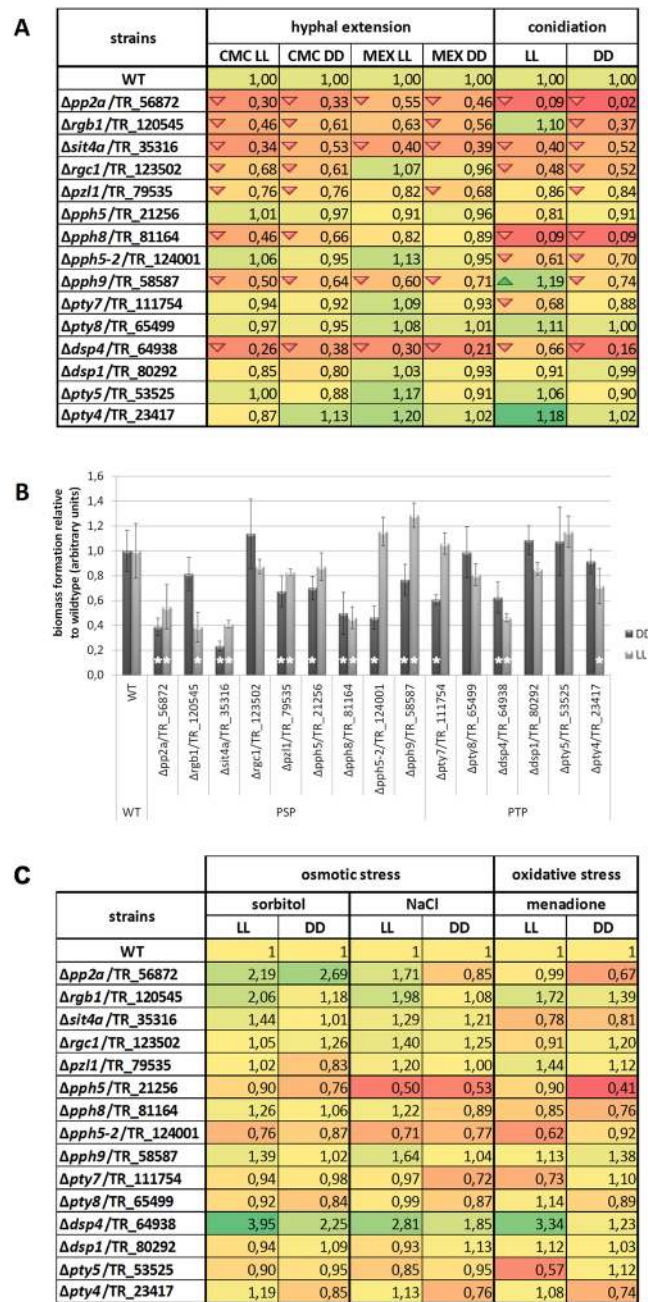 A
strains hyphal extension conidiation
CMC LL CMC DD MEX LL MEX DD LL DD
WT 1,00 1,00 1,00 1,00 1,00 1,00
Δpp2a/TR_56872 0,30 0,33 0,55 0,46 0,09 0,02
Δrgb1/TR_120545 0,46 0,61 0,63 0,56 1,10 0,37
Δsit4a/TR_35316 0,34 0,53 0,40 0,39 0,40 0,52
Δrgc1/TR_123502 0,68 0,61 1,07 0,96 0,48 0,52
Δpzl1/TR_79535 0,76 0,76 0,82 0,68 0,86 0,84
Δpph5/TR_21256 1,01 0,97 0,91 0,96 0,81 0,91
Δpph8/TR_81164 0,46 0,66 0,82 0,89 0,09 0,09
Δpph5-2/TR_124001 1,06 0,95 1,13 0,95 0,61 0,70
Δpph9/TR_58587 0,50 0,64 0,60 0,71 1,19 0,74
Δpty7/TR_111754 0,94 0,92 1,09 0,93 0,68 0,88
Δpty8/TR_65499 0,97 0,95 1,08 1,01 1,11 1,00
Δdsp4/TR_64938 0,26 0,38 0,30 0,21 0,66 0,16
Δdsp1/TR_80292 0,85 0,80 1,03 0,93 0,91 0,99
Δpty5/TR_53525 1,00 0,88 1,17 0,91 1,06 0,90
Δpty4/TR_23417 0,87 1,13 1,20 1,02 1,18 1,02
B
biomass formation relative
to wildtype (arbitrary units)
1,6
1,4
1,2
1,0
0,8
0,6
0,4
0,2
0,0
** * ** ** * ** * ** * ** *
DD
LL
WT
Δpp2a/TR_56872
Δrgb1/TR_120545
Δsit4a/TR_35316
Δrgc1/TR_123502
Δpzl1/TR_79535
Δpph5/TR_21256
Δpph8/TR_81164
Δpph5-2/TR_124001
Δpph9/TR_58587
Δpty7/TR_111754
Δpty8/TR_65499
Δdsp4/TR_64938
Δdsp1/TR_80292
Δpty5/TR_53525
Δpty4/TR_23417
WT PSP PTP
C
strains osmotic stress oxidative stress
sorbitol NaCl menadione
LL DD LL DD LL DD
WT 1 1 1 1 1 1
Δpp2a/TR_56872 2,19 2,69 1,71 0,85 0,99 0,67
Δrgb1/TR_120545 2,06 1,18 1,98 1,08 1,72 1,39
Δsit4a/TR_35316 1,44 1,01 1,29 1,21 0,78 0,81
Δrgc1/TR_123502 1,05 1,26 1,40 1,25 0,91 1,20
Δpzl1/TR_79535 1,02 0,83 1,20 1,00 1,44 1,12
Δpph5/TR_21256 0,90 0,76 0,50 0,53 0,90 0,41
Δpph8/TR_81164 1,26 1,06 1,22 0,89 0,85 0,76
Δpph5-2/TR_124001 0,76 0,87 0,71 0,77 0,62 0,92
Δpph9/TR_58587 1,39 1,02 1,64 1,04 1,13 1,38
Δpty7/TR_111754 0,94 0,98 0,97 0,72 0,73 1,10
Δpty8/TR_65499 0,92 0,84 0,99 0,87 1,14 0,89
Δdsp4/TR_64938 3,95 2,25 2,81 1,85 3,34 1,23
Δdsp1/TR_80292 0,94 1,09 0,93 1,13 1,12 1,03
Δpty5/TR_53525 0,90 0,95 0,85 0,95 0,57 1,12
Δpty4/TR_23417 1,19 0,85 1,13 0,76 1,08 0,74